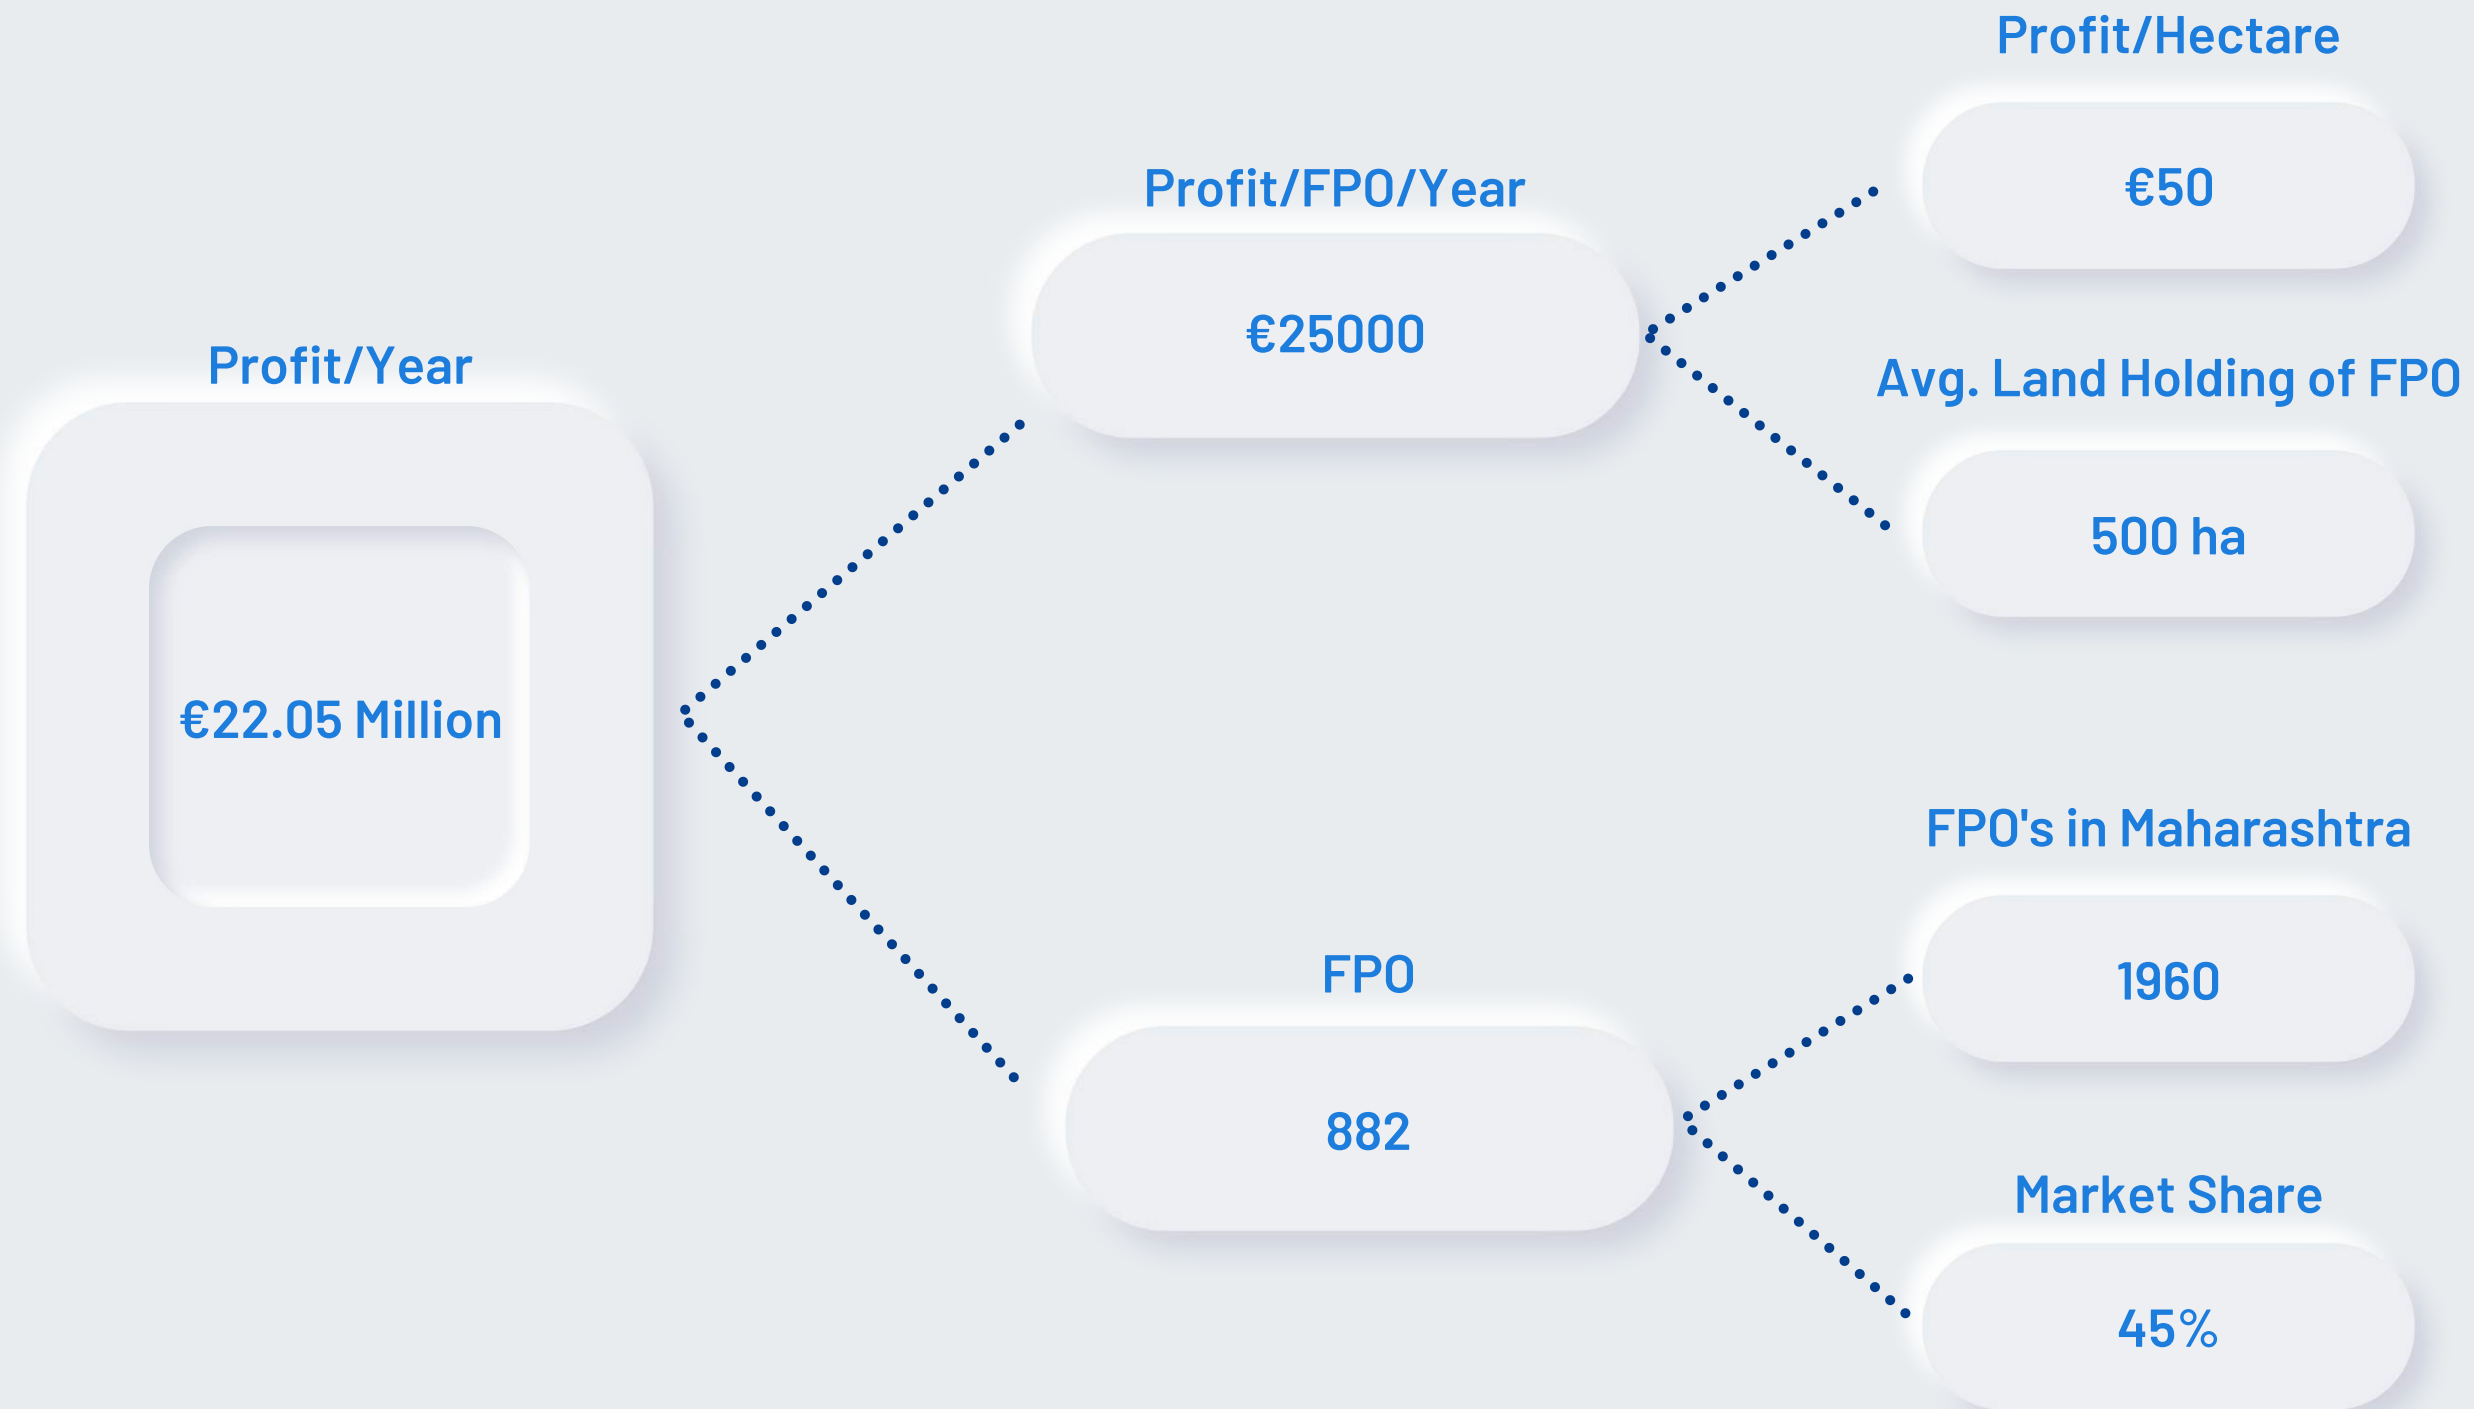 Profit/Year
€22.05 Million
Profit/FPO/Year
€25000
Profit/Hectare
€50
Avg. Land Holding of FPO
500 ha
FPO
882
FPO's in Maharashtra
1960
Market Share
45%